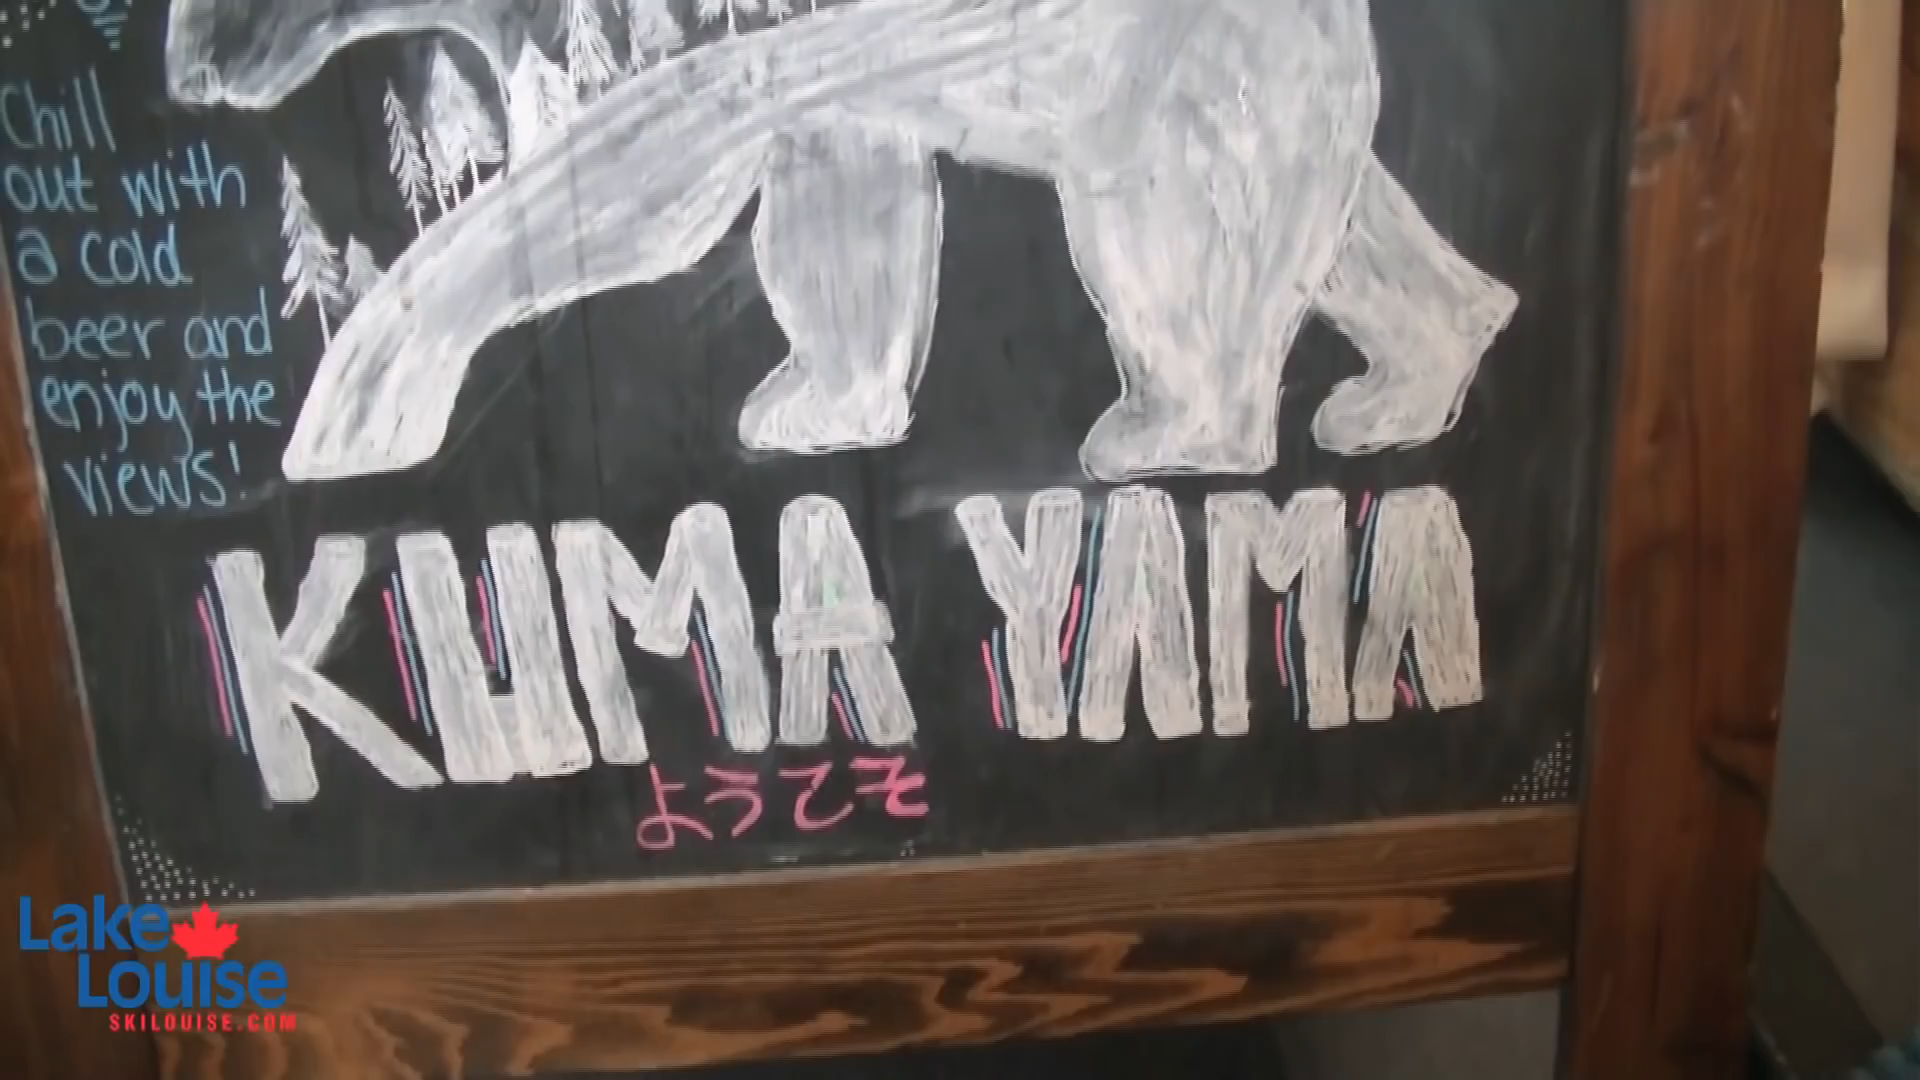 Chill
out with
a cold
beer and
enjoy the
views!
KUMA YAMA
ようこそ
Lake
Louise
SKILOUISE.COM